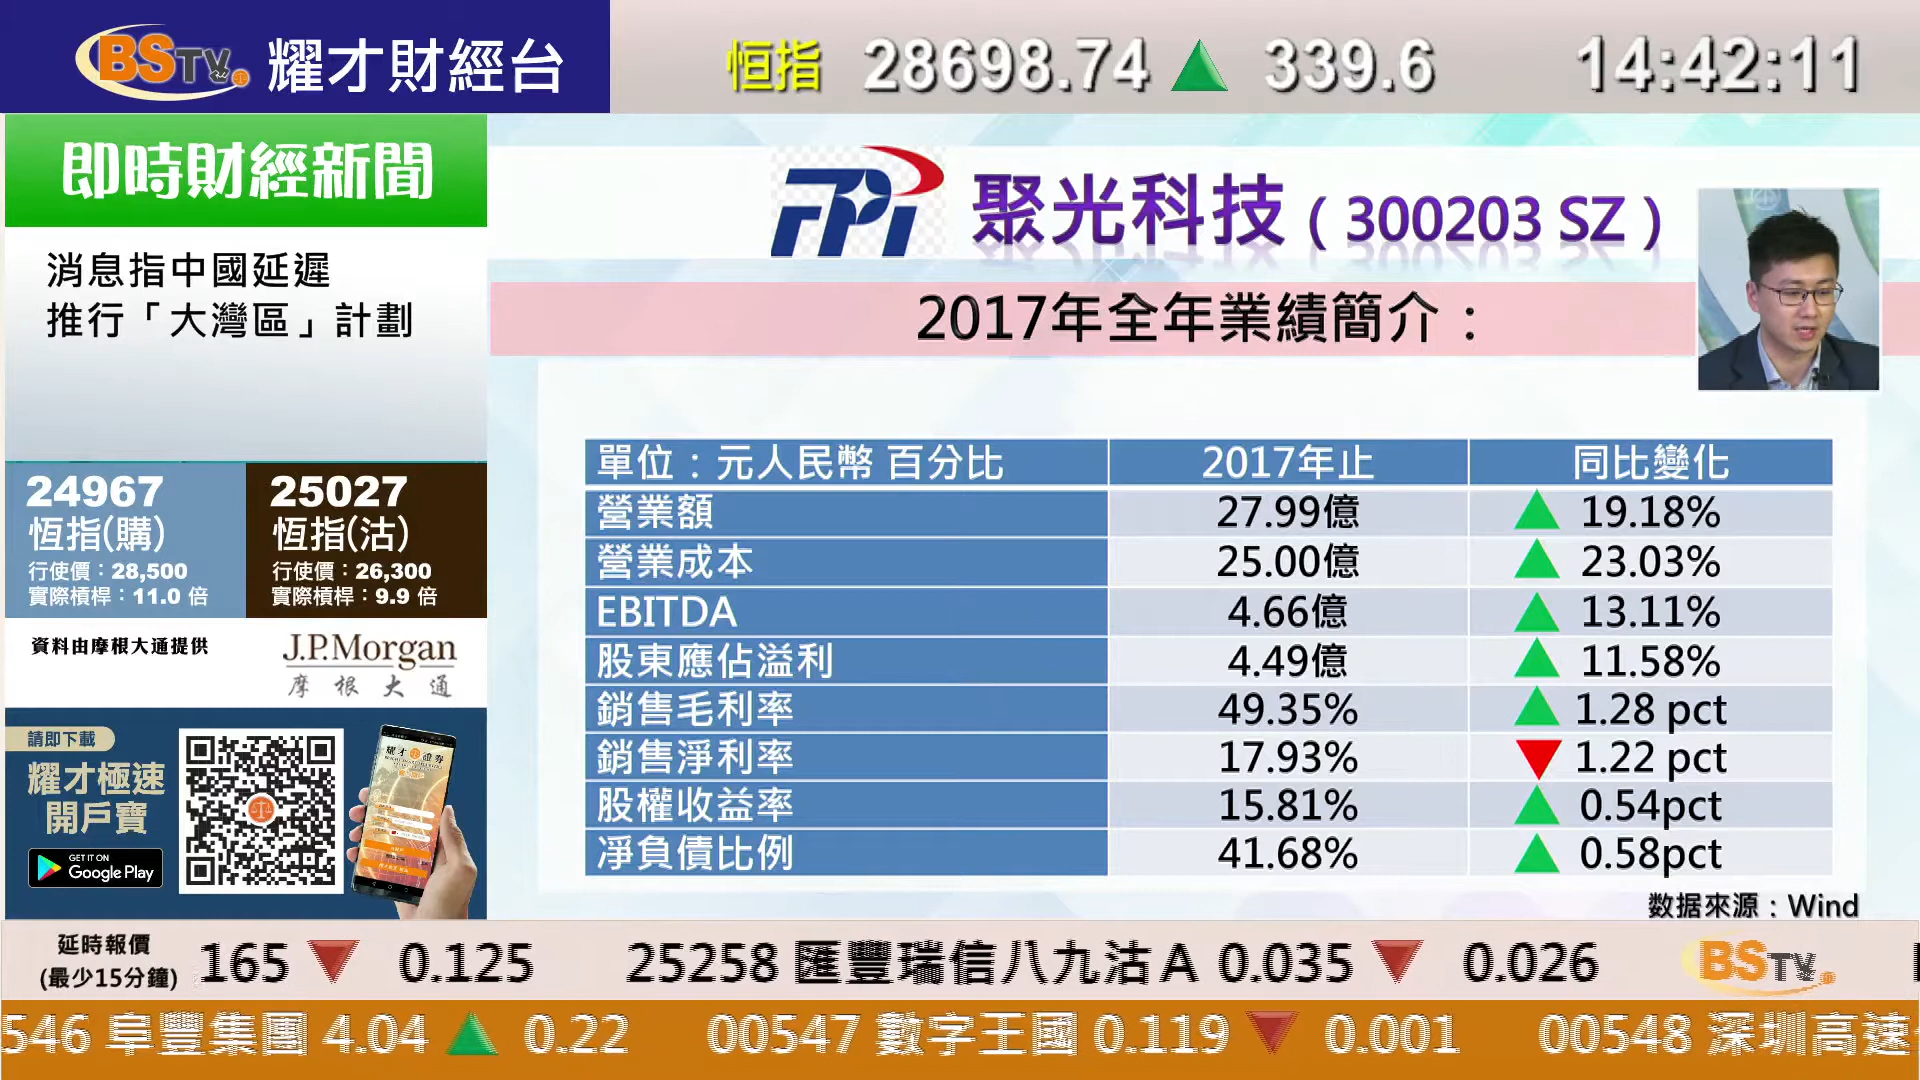 BSTV 耀才財經台
恒指 28698.74 ▲ 339.6 14:42:11
即時財經新聞
消息指中國延遲
推行「大灣區」計劃
24967
恆指(購)
行使價：28,500
實際槓桿：11.0 倍
25027
恆指(沽)
行使價：26,300
實際槓桿：9.9 倍
資料由摩根大通提供
J.P.Morgan
摩根大通
請即下載
耀才極速
開戶寶
GET IT ON
Google Play
耀才證券
FPI 聚光科技（300203 SZ）
2017年全年業績簡介：
單位：元人民幣 百分比 2017年止 同比變化
營業額 27.99億 ▲ 19.18%
營業成本 25.00億 ▲ 23.03%
EBITDA 4.66億 ▲ 13.11%
股東應佔溢利 4.49億 ▲ 11.58%
銷售毛利率 49.35% ▲ 1.28 pct
銷售淨利率 17.93% ▼ 1.22 pct
股權收益率 15.81% ▲ 0.54pct
凈負債比例 41.68% ▲ 0.58pct
数据來源：Wind
延時報價
(最少15分鐘)
165 ▼ 0.125 25258 匯豐瑞信八九沽A 0.035 ▼ 0.026
BSTV
546 阜豐集團 4.04 ▲ 0.22 00547 數字王國 0.119 ▼ 0.001 00548 深圳高速